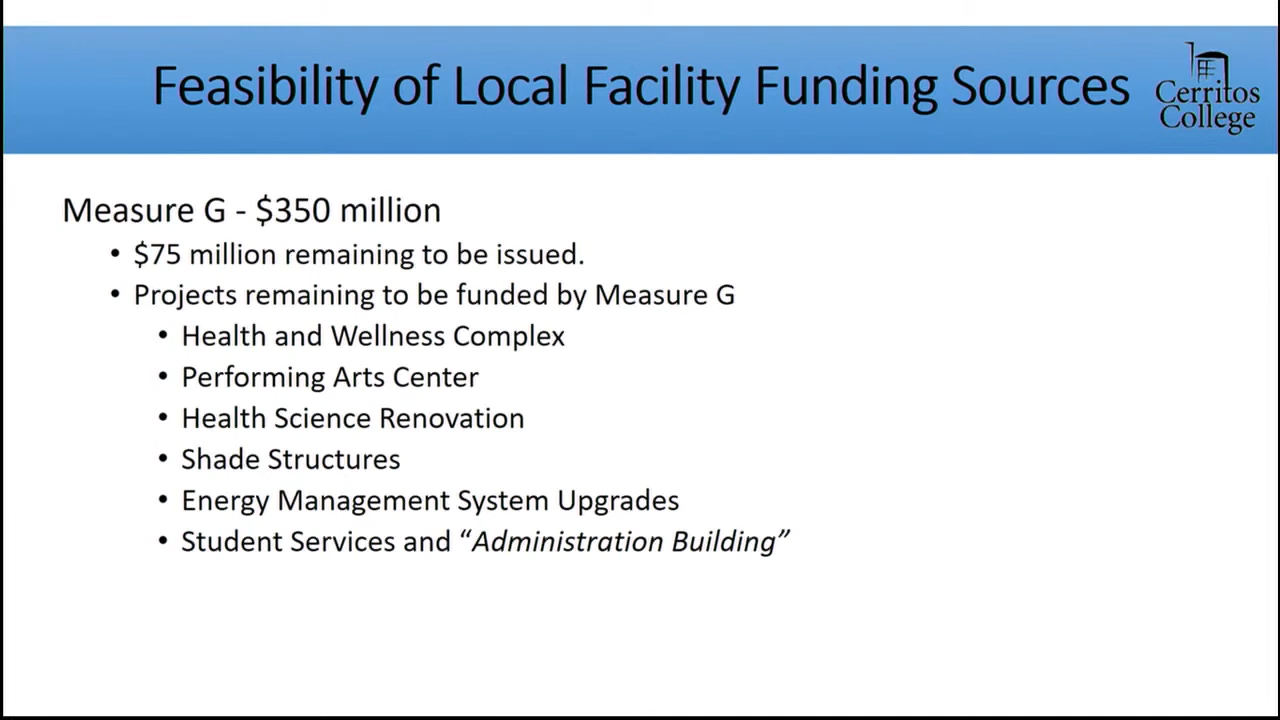 Feasibility of Local Facility Funding Sources
Cerritos
College
Measure G - $350 million
• $75 million remaining to be issued.
• Projects remaining to be funded by Measure G
• Health and Wellness Complex
• Performing Arts Center
• Health Science Renovation
• Shade Structures
• Energy Management System Upgrades
• Student Services and “Administration Building”